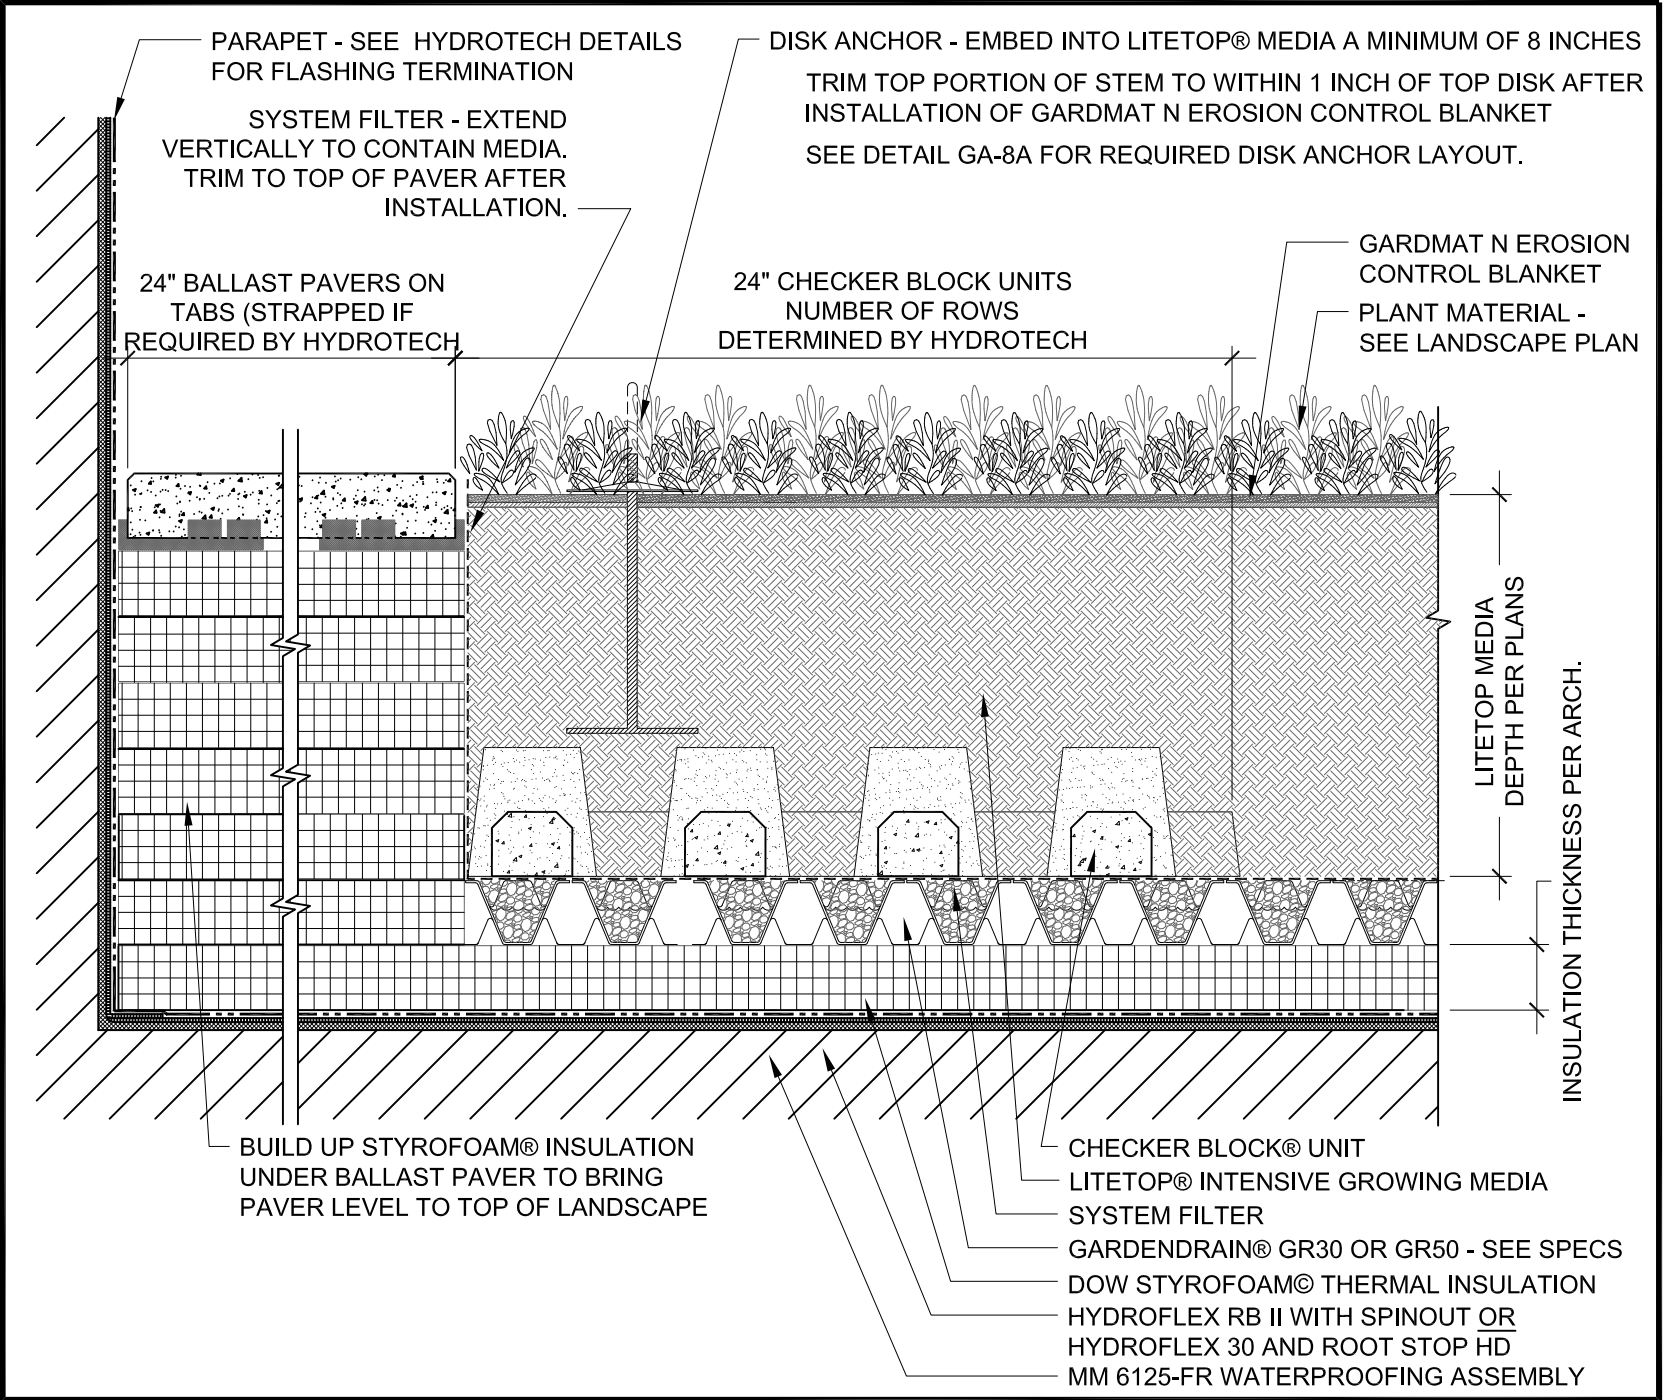 PARAPET - SEE HYDROTECH DETAILS
FOR FLASHING TERMINATION
DISK ANCHOR - EMBED INTO LITETOP® MEDIA A MINIMUM OF 8 INCHES
TRIM TOP PORTION OF STEM TO WITHIN 1 INCH OF TOP DISK AFTER
INSTALLATION OF GARDMAT N EROSION CONTROL BLANKET
SEE DETAIL GA-8A FOR REQUIRED DISK ANCHOR LAYOUT.
SYSTEM FILTER - EXTEND
VERTICALLY TO CONTAIN MEDIA.
TRIM TO TOP OF PAVER AFTER
INSTALLATION.
24" BALLAST PAVERS ON
TABS (STRAPPED IF
REQUIRED BY HYDROTECH
24" CHECKER BLOCK UNITS
NUMBER OF ROWS
DETERMINED BY HYDROTECH
GARDMAT N EROSION
CONTROL BLANKET
PLANT MATERIAL -
SEE LANDSCAPE PLAN
LITETOP MEDIA
DEPTH PER PLANS
INSULATION THICKNESS PER ARCH.
BUILD UP STYROFOAM® INSULATION
UNDER BALLAST PAVER TO BRING
PAVER LEVEL TO TOP OF LANDSCAPE
CHECKER BLOCK® UNIT
LITETOP® INTENSIVE GROWING MEDIA
SYSTEM FILTER
GARDENDRAIN® GR30 OR GR50 - SEE SPECS
DOW STYROFOAM© THERMAL INSULATION
HYDROFLEX RB II WITH SPINOUT OR
HYDROFLEX 30 AND ROOT STOP HD
MM 6125-FR WATERPROOFING ASSEMBLY